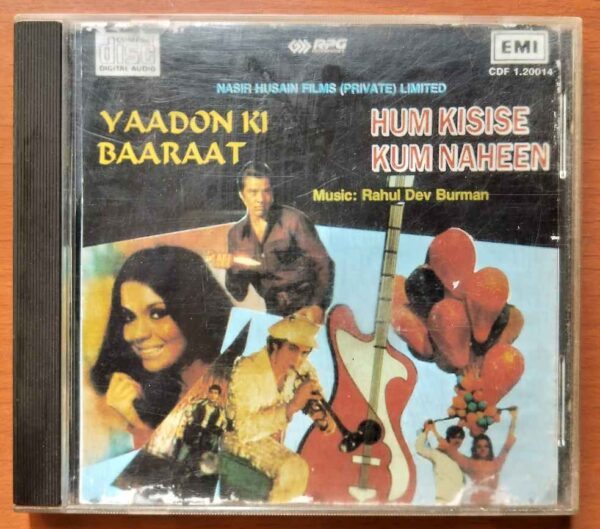 COMPACT
disc
DIGITAL AUDIO
RPG
EMI
CDF 1.20014
NASIR HUSAIN FILMS (PRIVATE) LIMITED
YAADON KI
BAARAAT
HUM KISISE
KUM NAHEEN
Music: Rahul Dev Burman